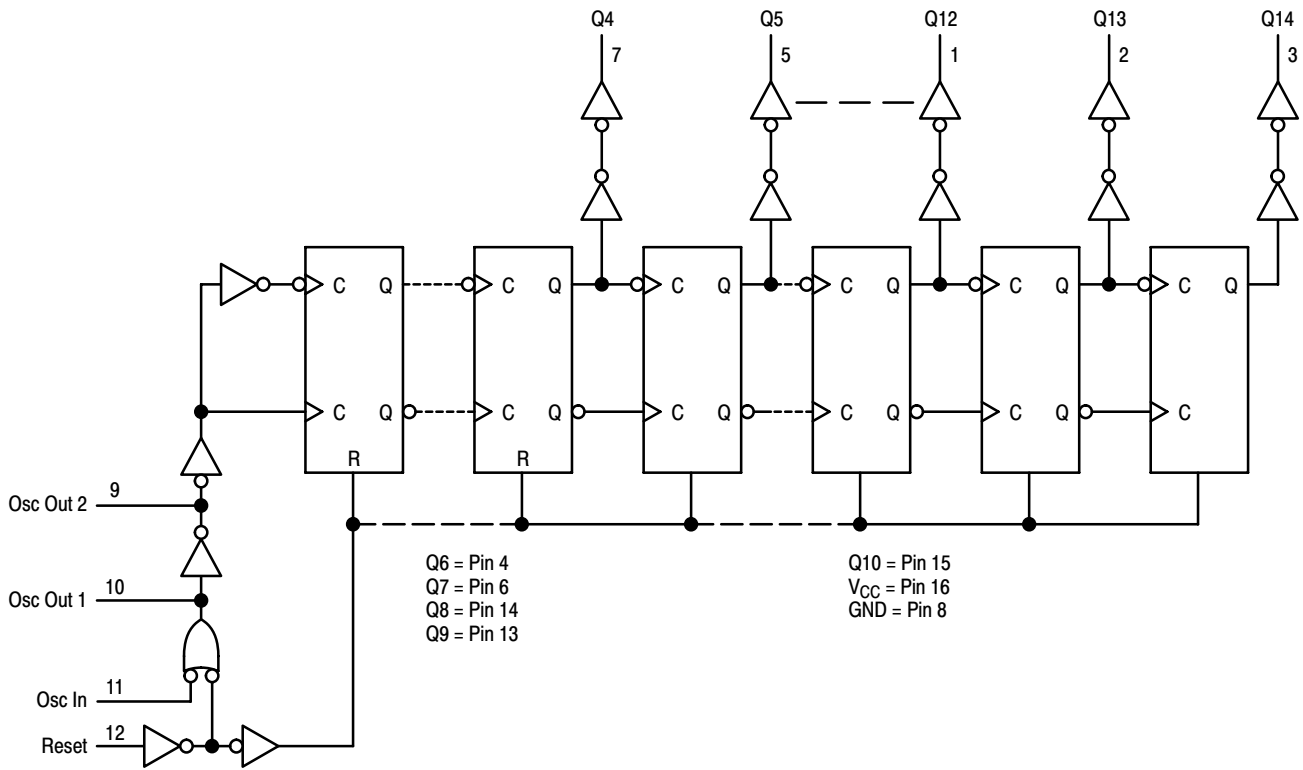 Q4 Q5 Q12 Q13 Q14
7 5 1 2 3
C Q C Q C Q C Q C Q C Q
C Q C Q C Q C Q C Q C
R R
Osc Out 2 9
Osc Out 1 10
Osc In 11
Reset 12
Q6 = Pin 4
Q7 = Pin 6
Q8 = Pin 14
Q9 = Pin 13
Q10 = Pin 15
VCC = Pin 16
GND = Pin 8